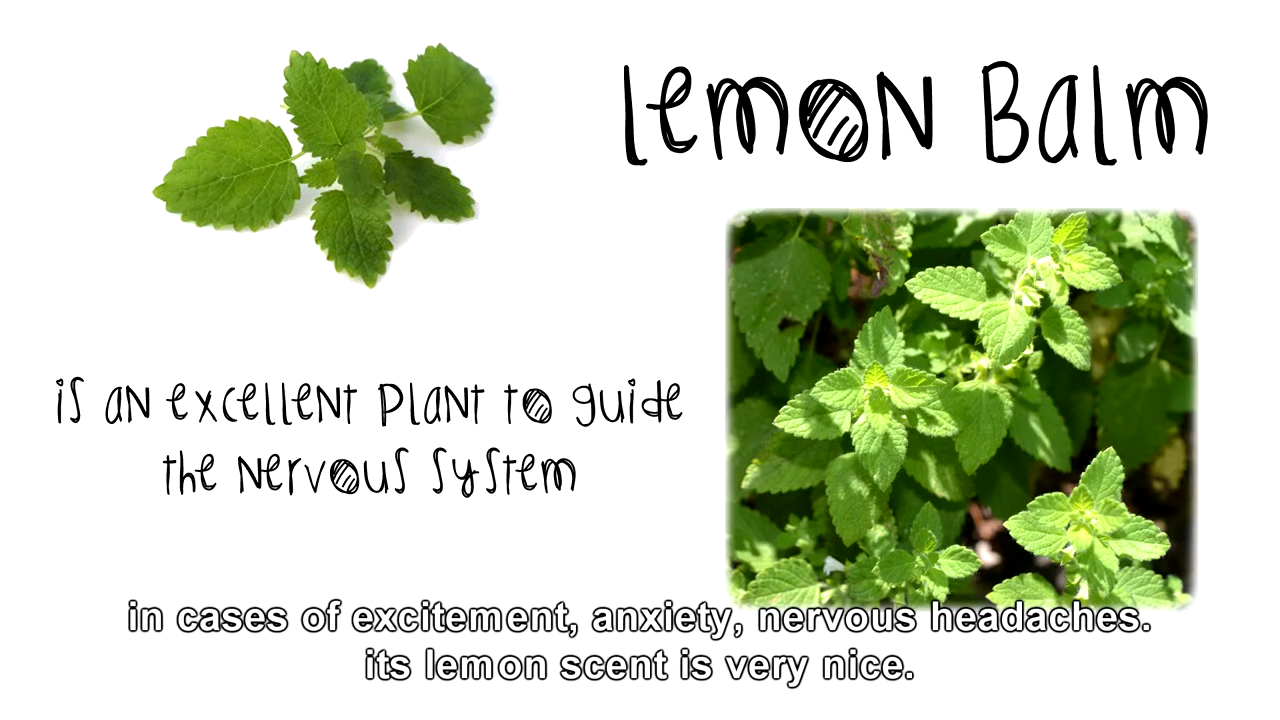 Lemon Balm
is an excellent plant to guide
the nervous system
in cases of excitement, anxiety, nervous headaches.
its lemon scent is very nice.